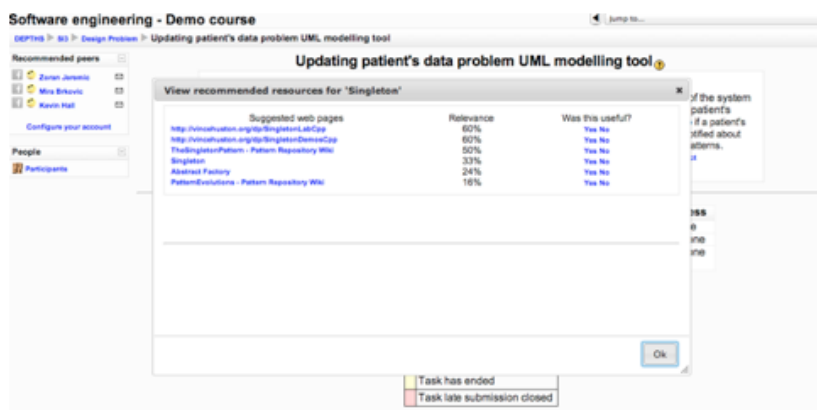 Software engineering - Demo course
Jump to...
DEPTHS SI3 Design Problem Updating patient's data problem UML modelling tool
Recommended peers
Zoran Jeremic
Mira Brkovic
Kevin Hall
Configure your account
People
Participants
Updating patient's data problem UML modelling tool
of the system
patient's
if a patient's
otified about
atterns.
View recommended resources for 'Singleton'
Suggested web pages Relevance Was this useful?
http://vincehuston.org/dp/SingletonLabCpp 60% Yes No
http://vincehuston.org/dp/SingletonDemosCpp 60% Yes No
TheSingletonPattern - Pattern Repository Wiki 50% Yes No
Singleton 33% Yes No
Abstract Factory 24% Yes No
PatternEvolutions - Pattern Repository Wiki 16% Yes No
ess
e
one
one
Ok
Task has ended
Task late submission closed